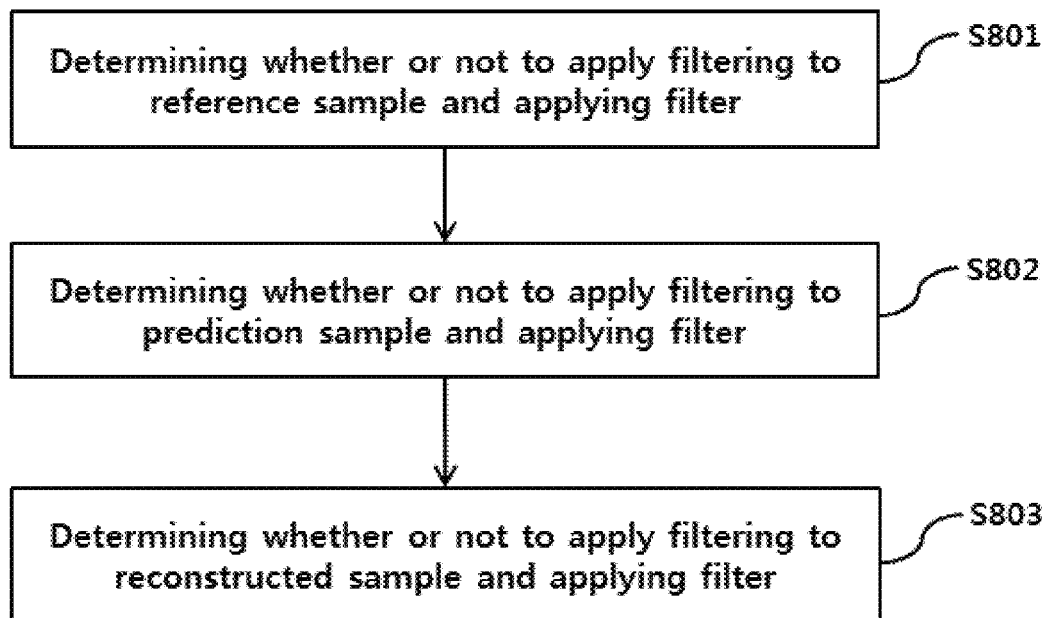 Determining whether or not to apply filtering to
reference sample and applying filter
S801
Determining whether or not to apply filtering to
prediction sample and applying filter
S802
Determining whether or not to apply filtering to
reconstructed sample and applying filter
S803